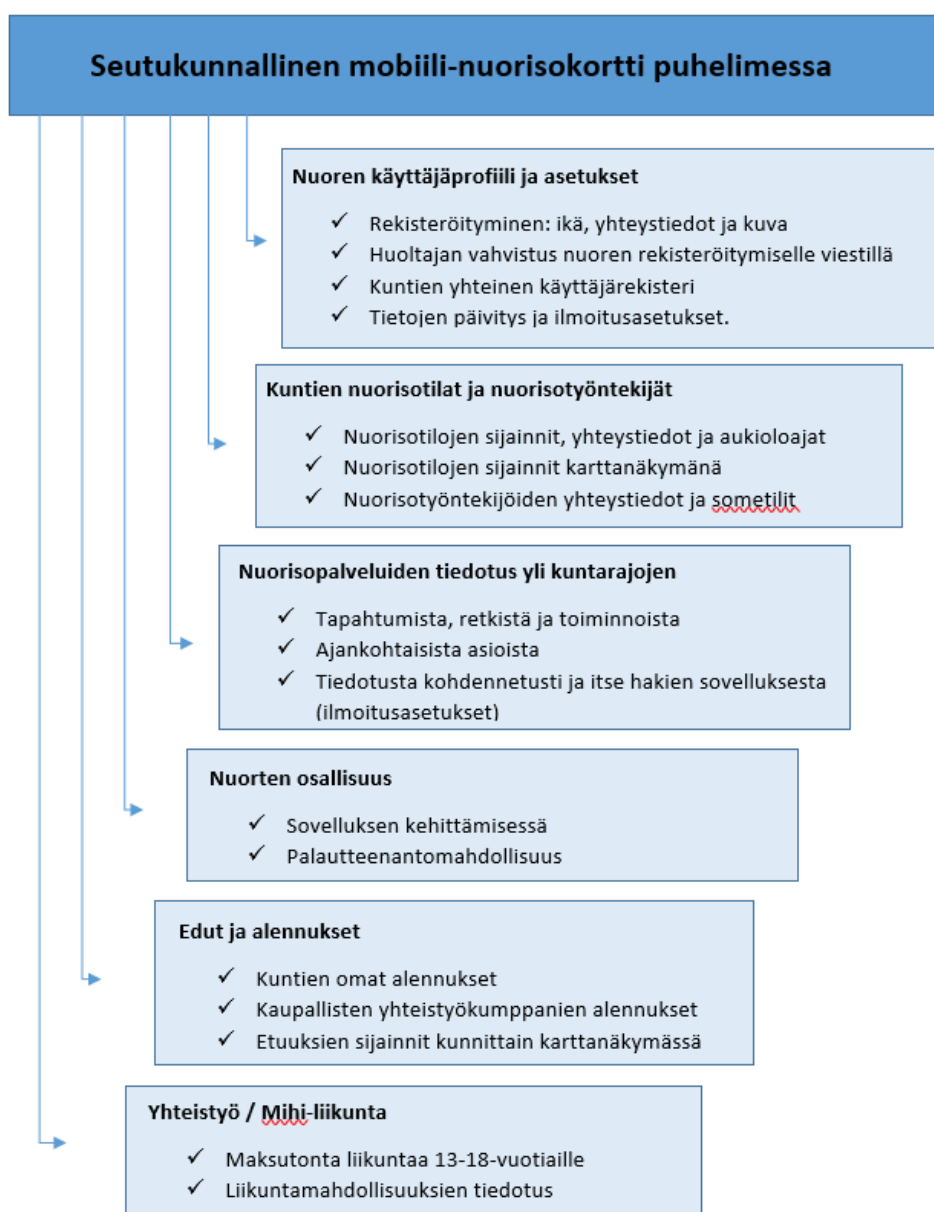 Seutukunnallinen mobiili-nuorisokortti puhelimessa
Nuoren käyttäjäprofiili ja asetukset
✓ Rekisteröityminen: ikä, yhteystiedot ja kuva
✓ Huoltajan vahvistus nuoren rekisteröitymiselle viestillä
✓ Kuntien yhteinen käyttäjärekisteri
✓ Tietojen päivitys ja ilmoitusasetukset.
Kuntien nuorisotilat ja nuorisotyöntekijät
✓ Nuorisotilojen sijainnit, yhteystiedot ja aukioloajat
✓ Nuorisotilojen sijainnit karttanäkymänä
✓ Nuorisotyöntekijöiden yhteystiedot ja sometilit
Nuorisopalveluiden tiedotus yli kuntarajojen
✓ Tapahtumista, retkistä ja toiminnoista
✓ Ajankohtaisista asioista
✓ Tiedotusta kohdennetusti ja itse hakien sovelluksesta
(ilmoitusasetukset)
Nuorten osallisuus
✓ Sovelluksen kehittämisessä
✓ Palautteenantomahdollisuus
Edut ja alennukset
✓ Kuntien omat alennukset
✓ Kaupallisten yhteistyökumppanien alennukset
✓ Etuuksien sijainnit kunnittain karttanäkymässä
Yhteistyö / Mihi-liikunta
✓ Maksutonta liikuntaa 13-18-vuotiaille
✓ Liikuntamahdollisuuksien tiedotus